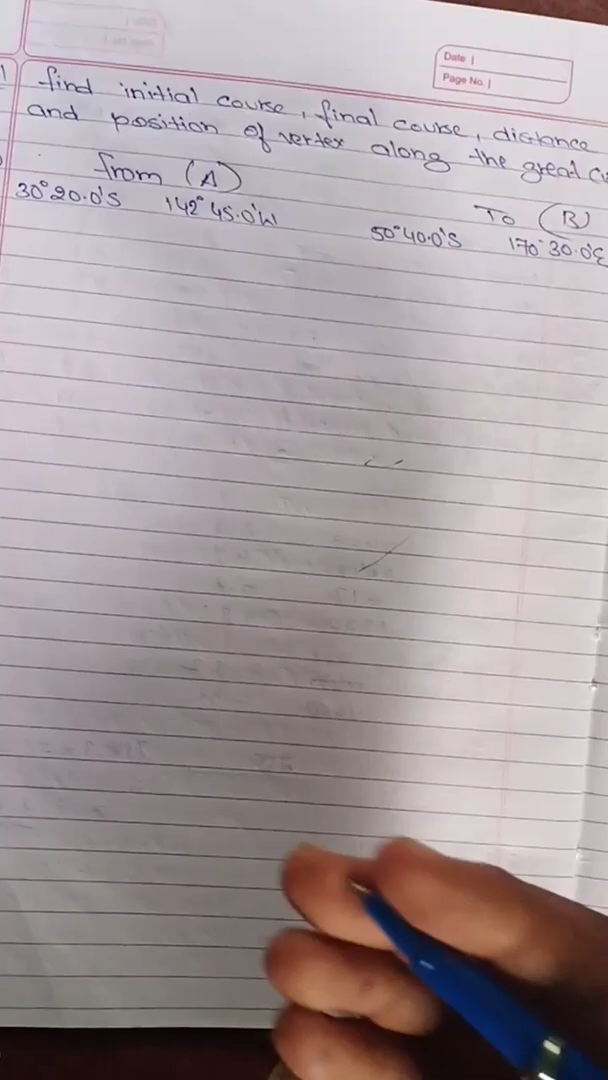 Date |
Page No. |
1 find initial course, final course, distance
and position of vertex along the great
from (A)
To (B)
30°20.0'S 142°45.0'W 50°40.0'S 170°30.0'E